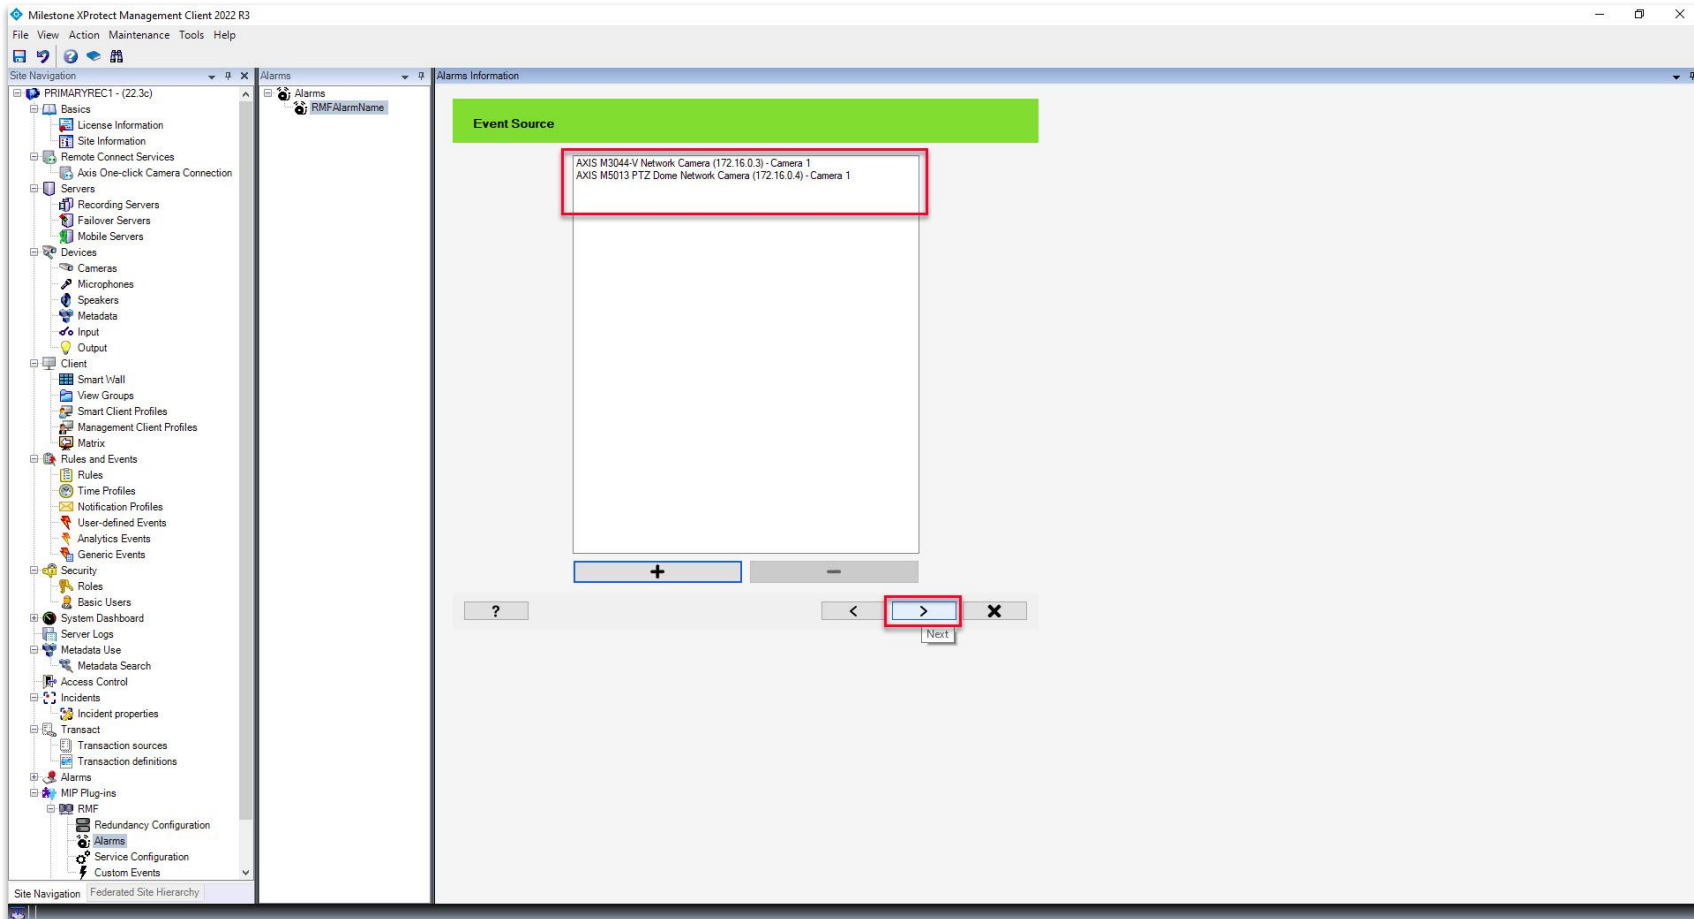 Milestone XProtect Management Client 2022 R3
File View Action Maintenance Tools Help
Site Navigation
PRIMARYREC1 - (22.3c)
Basics
License Information
Site Information
Remote Connect Services
Axis One-click Camera Connection
Servers
Recording Servers
Failover Servers
Mobile Servers
Devices
Cameras
Microphones
Speakers
Metadata
Input
Output
Client
Smart Wall
View Groups
Smart Client Profiles
Management Client Profiles
Matrix
Rules and Events
Rules
Time Profiles
Notification Profiles
User-defined Events
Analytics Events
Generic Events
Security
Roles
Basic Users
System Dashboard
Server Logs
Metadata Use
Metadata Search
Access Control
Incidents
Incident properties
Transact
Transaction sources
Transaction definitions
Alarms
MIP Plug-ins
RMF
Redundancy Configuration
Alarms
Service Configuration
Custom Events
Site Navigation Federated Site Hierarchy
Alarms
Alarms
RMFAlarmName
Alarms Information
Event Source
AXIS M3044-V Network Camera (172.16.0.3) - Camera 1
AXIS M5013 PTZ Dome Network Camera (172.16.0.4) - Camera 1
+ −
? < > X
Next